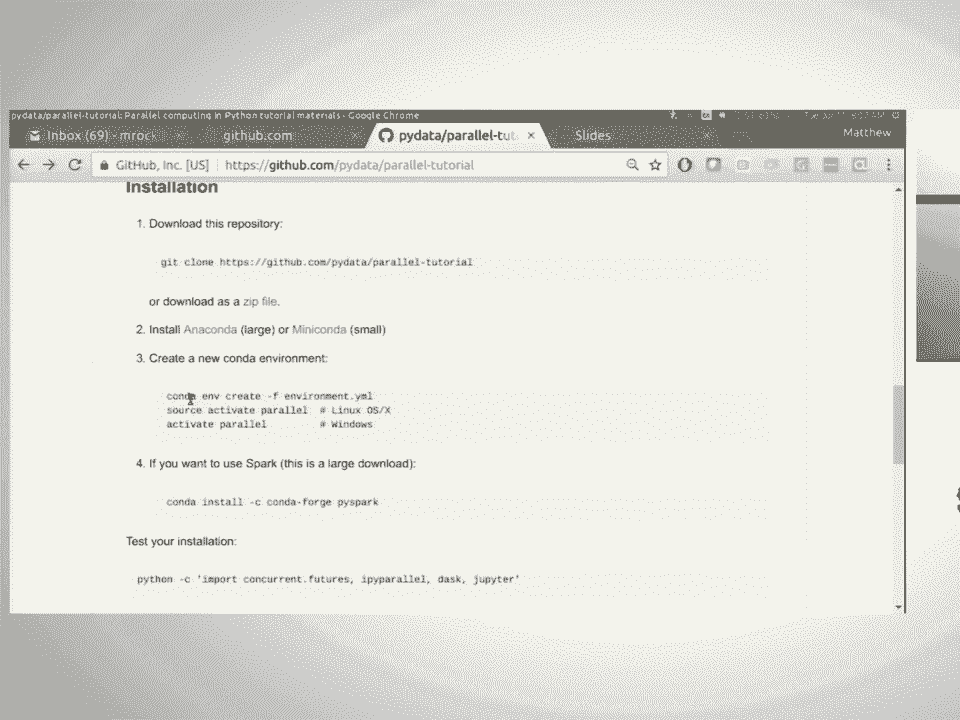 pydata/parallel-tutorial: Parallel computing in Python tutorial materials - Google Chrome
Inbox (69) - mrock
github.com
pydata/parallel-tut
Slides
Matthew
GitHub, Inc. [US] https://github.com/pydata/parallel-tutorial
Installation
1. Download this repository:
git clone https://github.com/pydata/parallel-tutorial
or download as a zip file.
2. Install Anaconda (large) or Miniconda (small)
3. Create a new conda environment:
conda env create -f environment.yml
source activate parallel # Linux OS/X
activate parallel # Windows
4. If you want to use Spark (this is a large download):
conda install -c conda-forge pyspark
Test your installation:
python -c 'import concurrent.futures, ipyparallel, dask, jupyter'